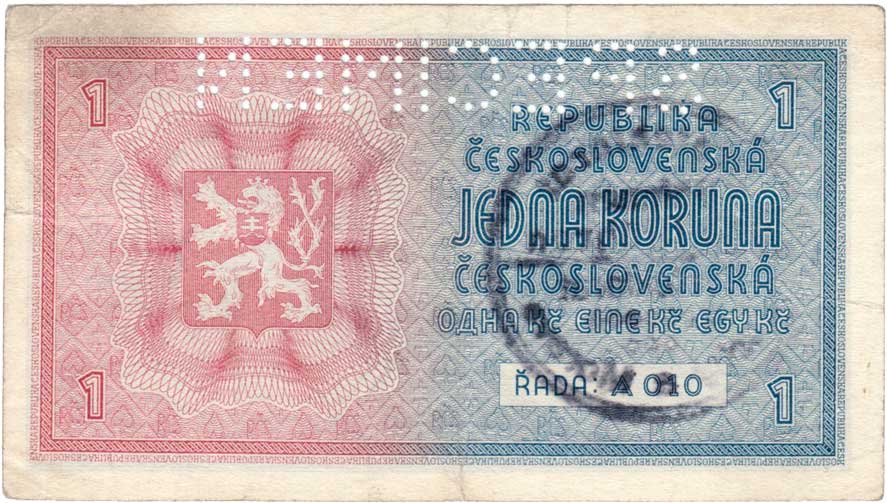 1
1
REPUBLIKA
ČESKOSLOVENSKÁ
JEDNA KORUNA
ČESKOSLOVENSKÁ
ОДНА Kč EINE Kč EGY Kč
ŘADA: A 010
1
1